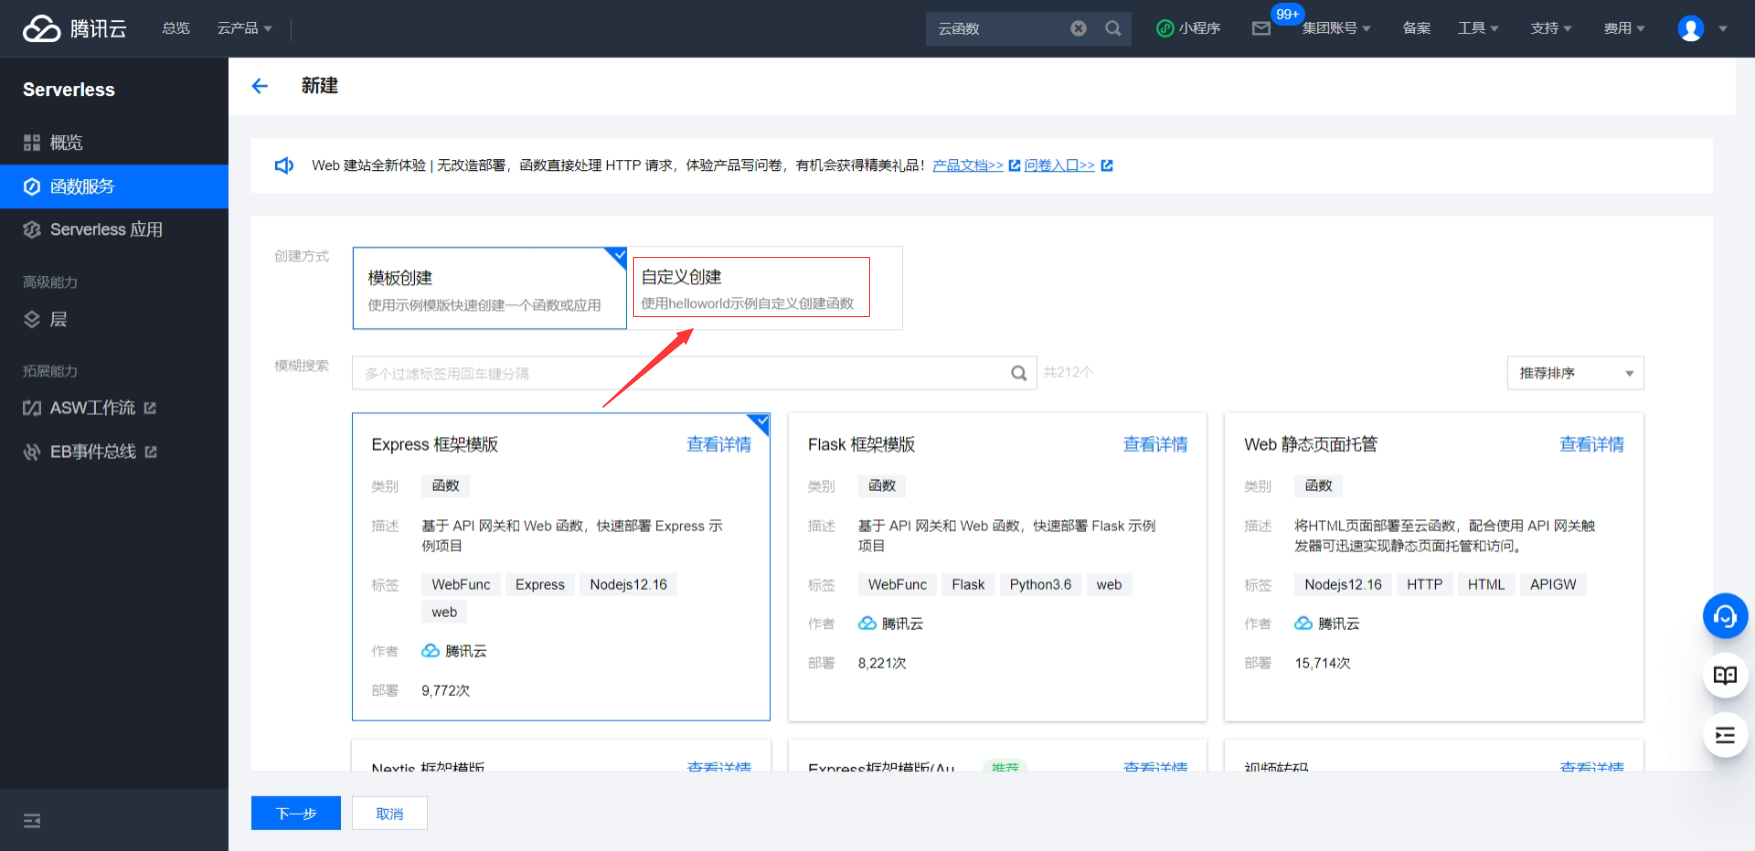 腾讯云
总览
云产品
云函数
小程序
99+
集团账号
备案
工具
支持
费用
Serverless
概览
函数服务
Serverless 应用
高级能力
层
拓展能力
ASW工作流
EB事件总线
新建
Web 建站全新体验 | 无改造部署，函数直接处理 HTTP 请求，体验产品写问卷，有机会获得精美礼品！产品文档>> 问卷入口>>
创建方式
模板创建
使用示例模版快速创建一个函数或应用
自定义创建
使用helloworld示例自定义创建函数
模糊搜索
多个过滤标签用回车键分隔
共212个
推荐排序
Express 框架模版
查看详情
类别 函数
描述 基于 API 网关和 Web 函数，快速部署 Express 示
例项目
标签 WebFunc Express Nodejs12.16
web
作者 腾讯云
部署 9,772次
Flask 框架模版
查看详情
类别 函数
描述 基于 API 网关和 Web 函数，快速部署 Flask 示例
项目
标签 WebFunc Flask Python3.6 web
作者 腾讯云
部署 8,221次
Web 静态页面托管
查看详情
类别 函数
描述 将HTML页面部署至云函数，配合使用 API 网关触
发器可迅速实现静态页面托管和访问。
标签 Nodejs12.16 HTTP HTML APIGW
作者 腾讯云
部署 15,714次
Nextjs 框架模版
查看详情
Express框架模版(Au
推荐
查看详情
视频转码
查看详情
下一步
取消